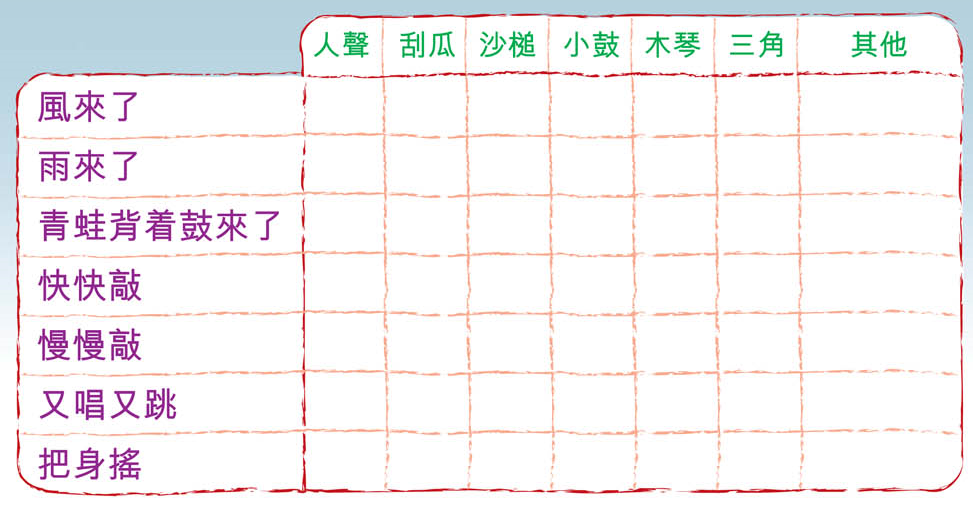 人聲 刮瓜 沙槌 小鼓 木琴 三角 其他
風來了
雨來了
青蛙背着鼓來了
快快敲
慢慢敲
又唱又跳
把身搖